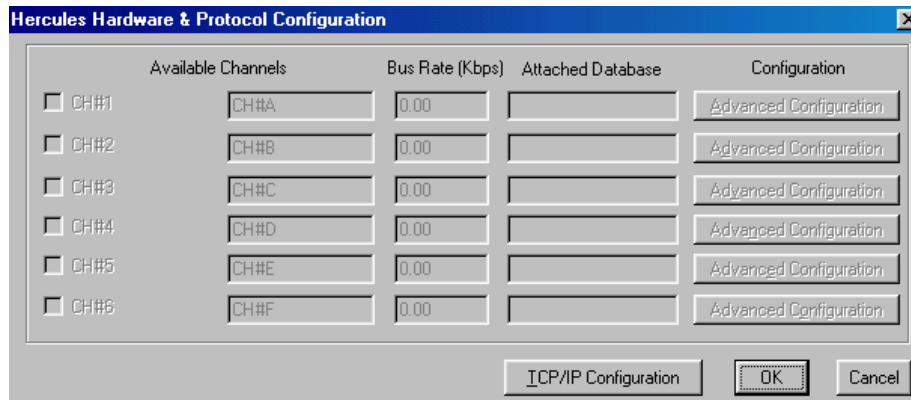 Hercules Hardware & Protocol Configuration
Available Channels Bus Rate (Kbps) Attached Database Configuration
CH#1 CH#A 0.00 Advanced Configuration
CH#2 CH#B 0.00 Advanced Configuration
CH#3 CH#C 0.00 Advanced Configuration
CH#4 CH#D 0.00 Advanced Configuration
CH#5 CH#E 0.00 Advanced Configuration
CH#6 CH#F 0.00 Advanced Configuration
TCP/IP Configuration OK Cancel